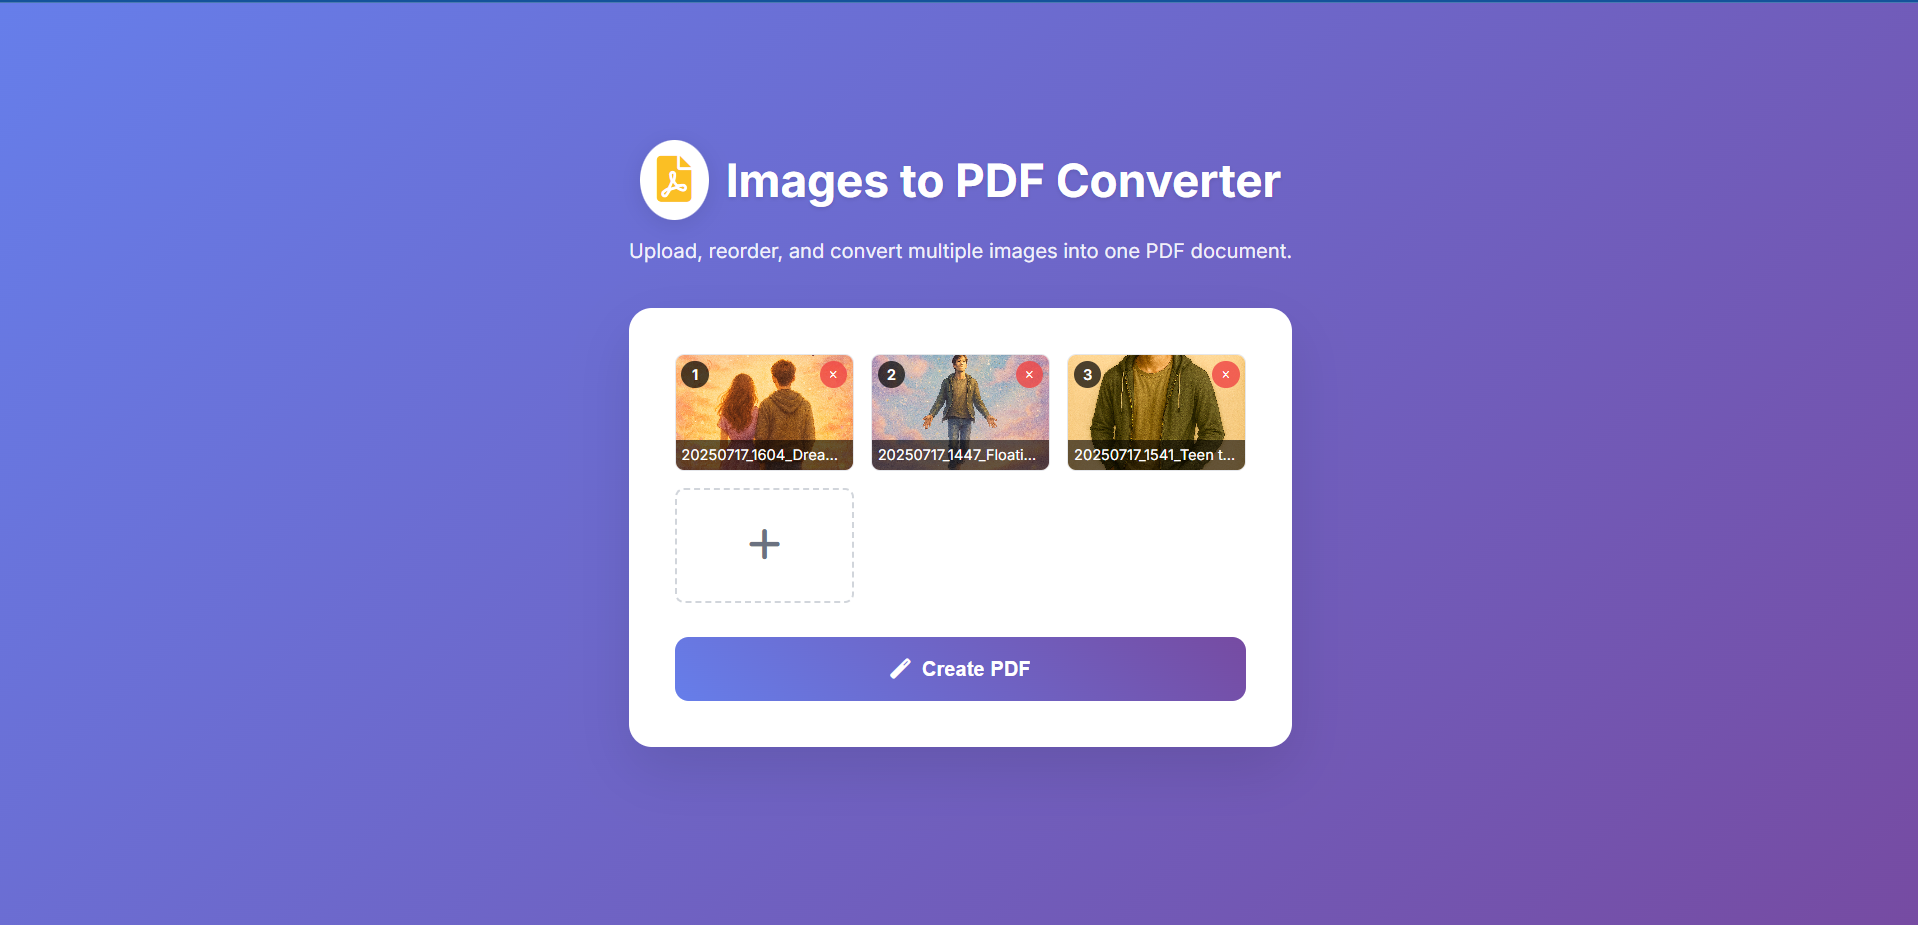 Images to PDF Converter
Upload, reorder, and convert multiple images into one PDF document.
1 × 2 × 3 ×
20250717_1604_Drea... 20250717_1447_Floati... 20250717_1541_Teen t...
+
Create PDF